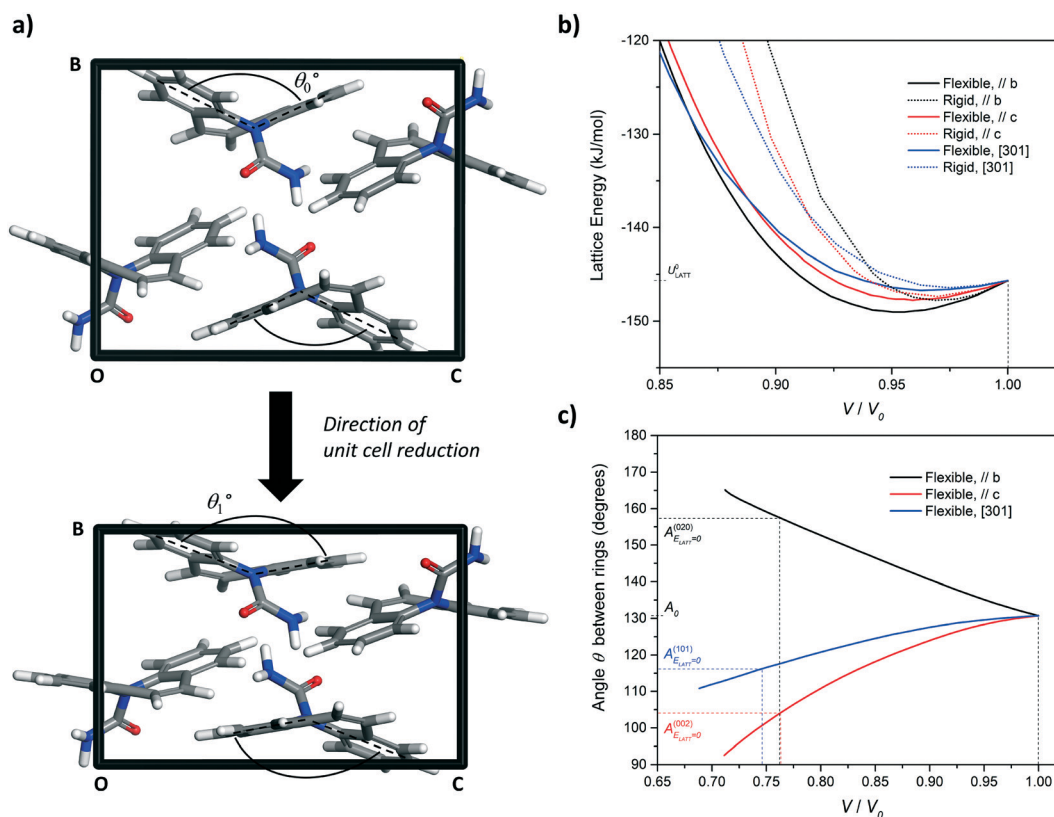 a)
B
θ0°
O
C
Direction of
unit cell reduction
B
θ1°
O
C
b)
Lattice Energy (kJ/mol)
-120
-130
-140
U⁰LATT
-150
0.85
0.90
0.95
1.00
V / V0
Flexible, // b
Rigid, // b
Flexible, // c
Rigid, // c
Flexible, [301]
Rigid, [301]
c)
Angle θ between rings (degrees)
180
170
160
150
140
130
120
110
100
90
A(020)ELATT=0
A0
A(101)ELATT=0
A(002)ELATT=0
Flexible, // b
Flexible, // c
Flexible, [301]
0.65
0.70
0.75
0.80
0.85
0.90
0.95
1.00
V / V0